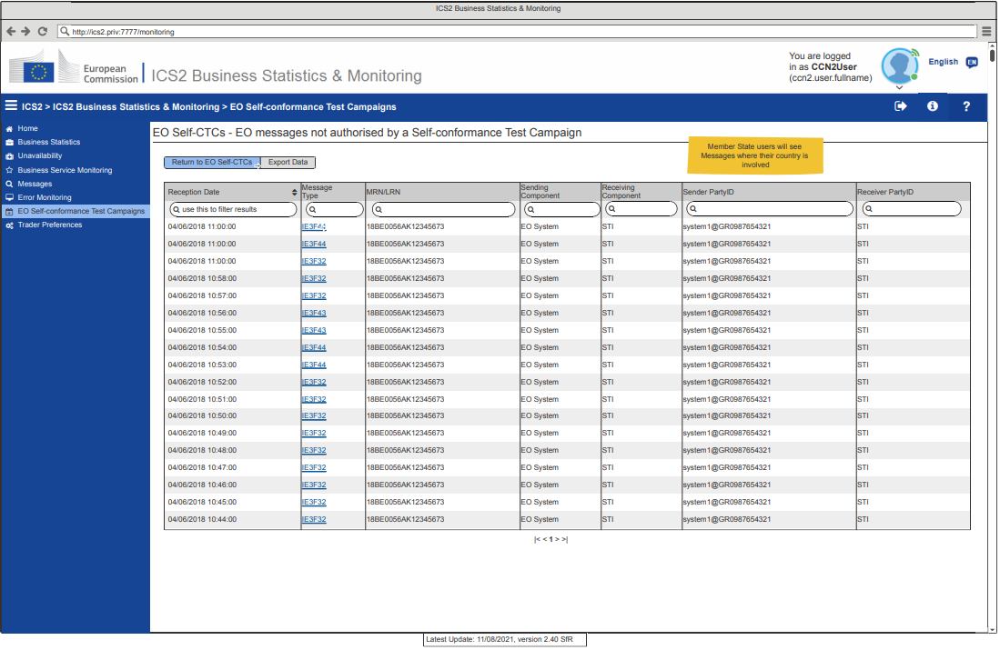 ICS2 Business Statistics & Monitoring
http://ics2.priv:7777/monitoring
European
Commission
ICS2 Business Statistics & Monitoring
You are logged
in as CCN2User
(ccn2.user.fullname)
English EN
ICS2 > ICS2 Business Statistics & Monitoring > EO Self-conformance Test Campaigns
i ?
Home
Business Statistics
Unavailability
Business Service Monitoring
Messages
Error Monitoring
EO Self-conformance Test Campaigns
Trader Preferences
EO Self-CTCs - EO messages not authorised by a Self-conformance Test Campaign
Member State users will see
Messages where their country is
involved
Return to EO Self-CTCs Export Data
Reception Date Message Type MRN/LRN Sending Component Receiving Component Sender PartyID Receiver PartyID
use this to filter results
04/06/2018 11:00:00 IE3F44 18BE0056AK12345673 EO System STI system1@GR0987654321 STI
04/06/2018 11:00:00 IE3F44 18BE0056AK12345673 EO System STI system1@GR0987654321 STI
04/06/2018 11:00:00 IE3F32 18BE0056AK12345673 EO System STI system1@GR0987654321 STI
04/06/2018 10:58:00 IE3F32 18BE0056AK12345673 EO System STI system1@GR0987654321 STI
04/06/2018 10:57:00 IE3F32 18BE0056AK12345673 EO System STI system1@GR0987654321 STI
04/06/2018 10:56:00 IE3F43 18BE0056AK12345673 EO System STI system1@GR0987654321 STI
04/06/2018 10:55:00 IE3F43 18BE0056AK12345673 EO System STI system1@GR0987654321 STI
04/06/2018 10:54:00 IE3F44 18BE0056AK12345673 EO System STI system1@GR0987654321 STI
04/06/2018 10:53:00 IE3F44 18BE0056AK12345673 EO System STI system1@GR0987654321 STI
04/06/2018 10:52:00 IE3F32 18BE0056AK12345673 EO System STI system1@GR0987654321 STI
04/06/2018 10:51:00 IE3F32 18BE0056AK12345673 EO System STI system1@GR0987654321 STI
04/06/2018 10:50:00 IE3F32 18BE0056AK12345673 EO System STI system1@GR0987654321 STI
04/06/2018 10:49:00 IE3F32 18BE0056AK12345673 EO System STI system1@GR0987654321 STI
04/06/2018 10:48:00 IE3F32 18BE0056AK12345673 EO System STI system1@GR0987654321 STI
04/06/2018 10:47:00 IE3F32 18BE0056AK12345673 EO System STI system1@GR0987654321 STI
04/06/2018 10:46:00 IE3F32 18BE0056AK12345673 EO System STI system1@GR0987654321 STI
04/06/2018 10:45:00 IE3F32 18BE0056AK12345673 EO System STI system1@GR0987654321 STI
04/06/2018 10:44:00 IE3F32 18BE0056AK12345673 EO System STI system1@GR0987654321 STI
|< < 1 > >|
Latest Update: 11/08/2021, version 2.40 SfR